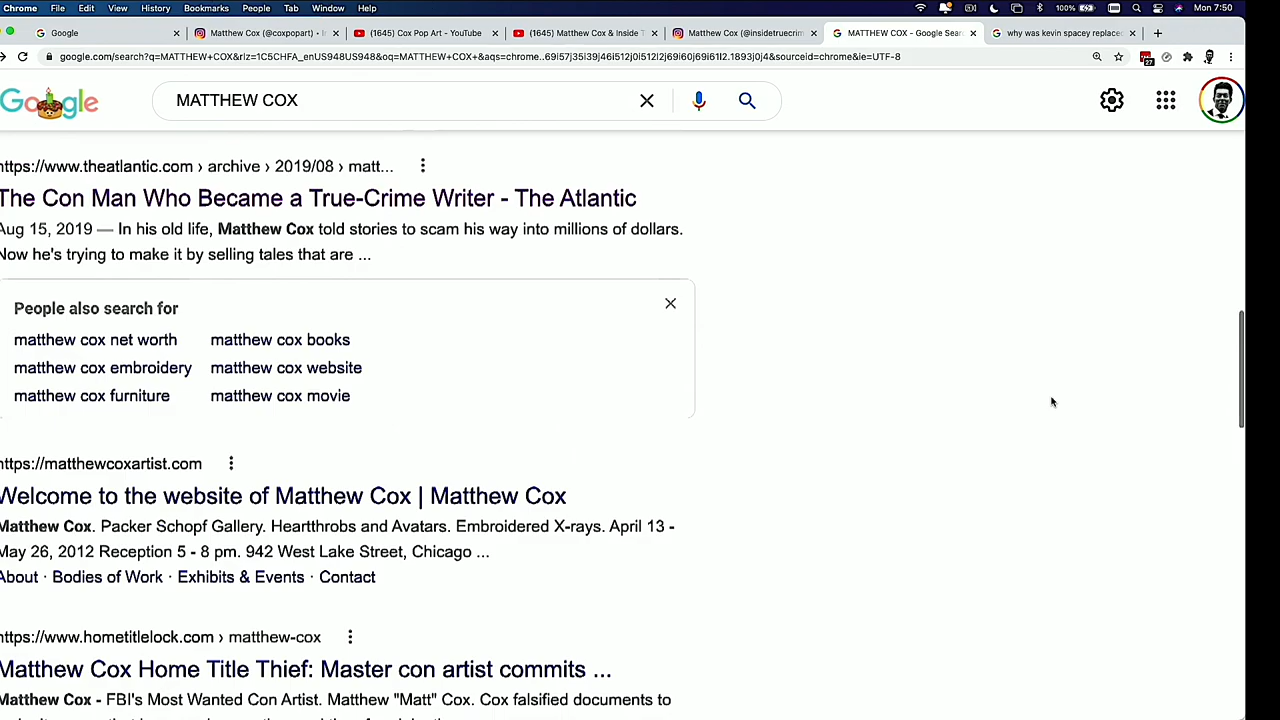 Chrome File Edit View History Bookmarks People Tab Window Help 100% Mon 7:50
Google Matthew Cox (@coxpopart) • I (1645) Cox Pop Art - YouTube (1645) Matthew Cox & Inside T Matthew Cox (@insidetruecrim MATTHEW COX - Google Sear why was kevin spacey replace
google.com/search?q=MATTHEW+COX&rlz=1C5CHFA_enUS948US948&oq=MATTHEW+COX+&aqs=chrome..69i57j35i39j46i512j0i512l2j69i60j69i61l2.1893j0j4&sourceid=chrome&ie=UTF-8 27
Google MATTHEW COX
https://www.theatlantic.com › archive › 2019/08 › matt...
The Con Man Who Became a True-Crime Writer - The Atlantic
Aug 15, 2019 — In his old life, Matthew Cox told stories to scam his way into millions of dollars.
Now he's trying to make it by selling tales that are ...
People also search for
matthew cox net worth matthew cox books
matthew cox embroidery matthew cox website
matthew cox furniture matthew cox movie
https://matthewcoxartist.com
Welcome to the website of Matthew Cox | Matthew Cox
Matthew Cox. Packer Schopf Gallery. Heartthrobs and Avatars. Embroidered X-rays. April 13 -
May 26, 2012 Reception 5 - 8 pm. 942 West Lake Street, Chicago ...
About · Bodies of Work · Exhibits & Events · Contact
https://www.hometitlelock.com › matthew-cox
Matthew Cox Home Title Thief: Master con artist commits ...
Matthew Cox - FBI's Most Wanted Con Artist. Matthew "Matt" Cox. Cox falsified documents to